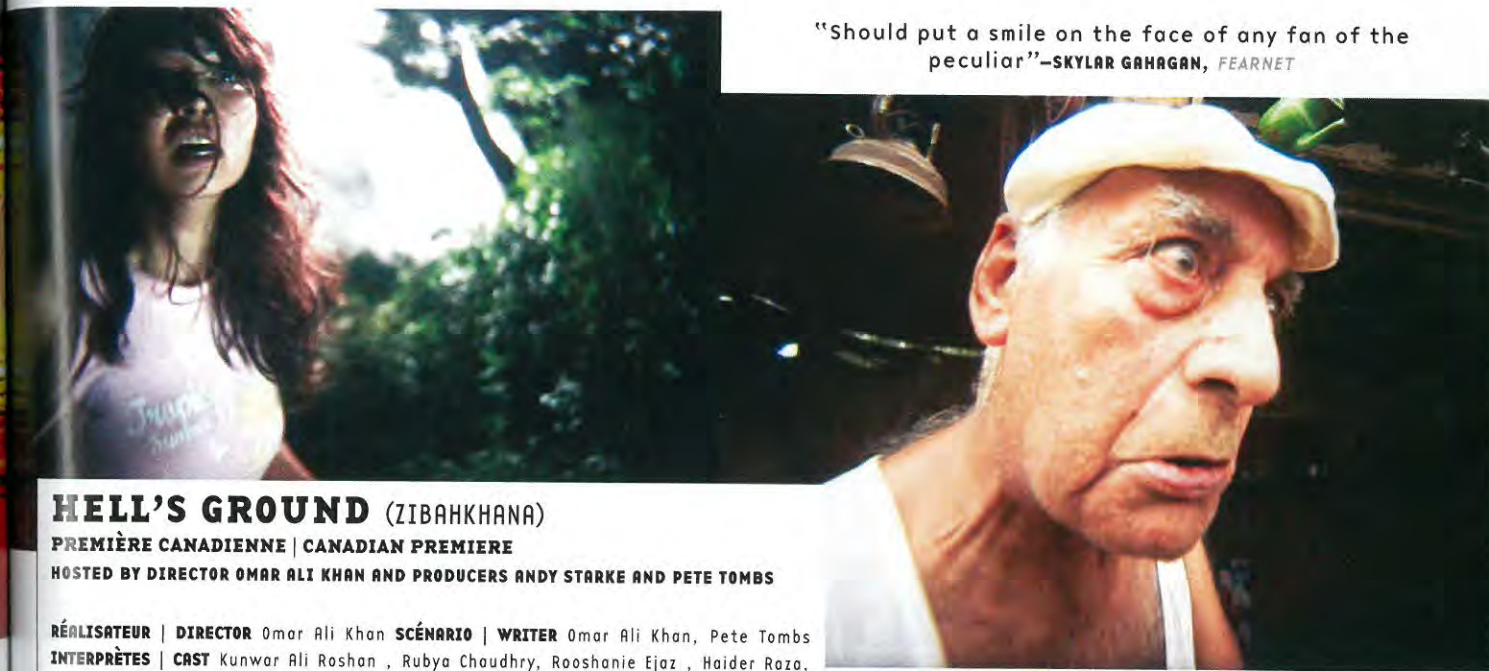 "Should put a smile on the face of any fan of the
peculiar"–SKYLAR GAHAGAN, FEARNET
HELL'S GROUND (ZIBAHKHANA)
PREMIÈRE CANADIENNE | CANADIAN PREMIERE
HOSTED BY DIRECTOR OMAR ALI KHAN AND PRODUCERS ANDY STARKE AND PETE TOMBS
RÉALISATEUR | DIRECTOR Omar Ali Khan SCÉNARIO | WRITER Omar Ali Khan, Pete Tombs
INTERPRÈTES | CAST Kunwar Ali Roshan , Rubya Chaudhry, Rooshanie Ejaz , Haider Raza,